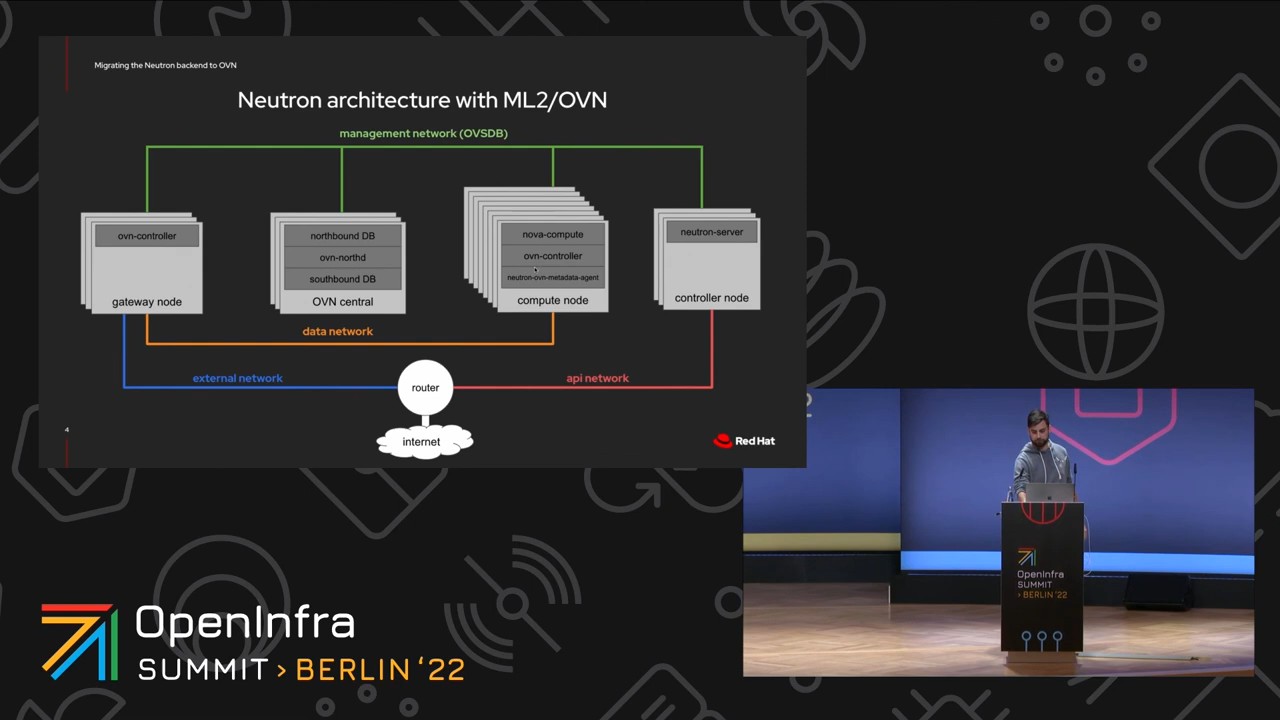 Migrating the Neutron backend to OVN
Neutron architecture with ML2/OVN
management network (OVSDB)
ovn-controller
gateway node
northbound DB
ovn-northd
southbound DB
OVN central
nova-compute
ovn-controller
neutron-ovn-metadata-agent
compute node
neutron-server
controller node
data network
external network
api network
router
internet
4
Red Hat
2
OpenInfra
SUMMIT
› BERLIN '22
OpenInfra
SUMMIT › BERLIN '22